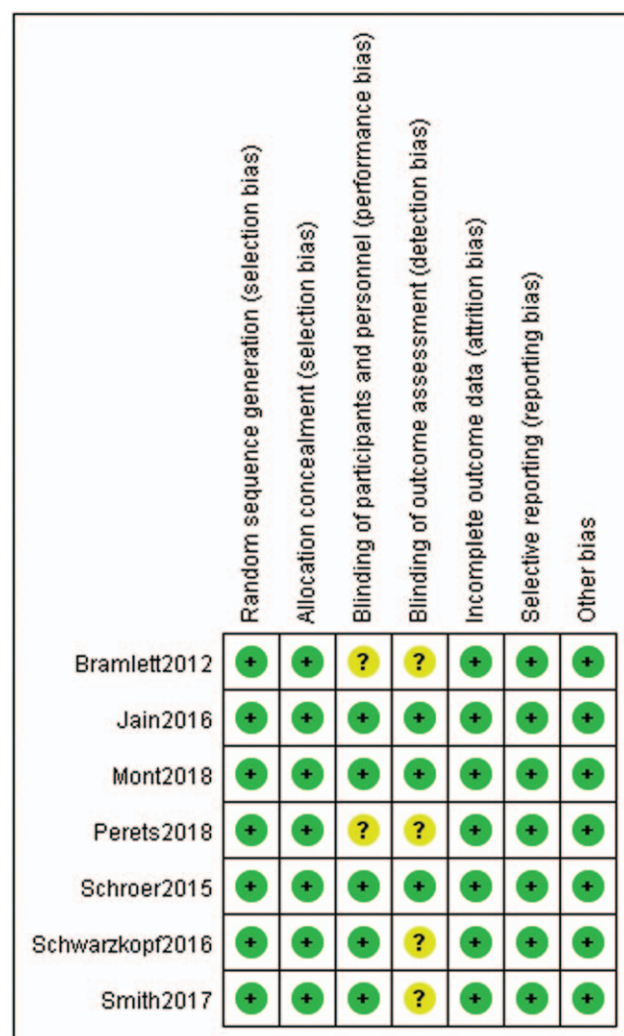 Random sequence generation (selection bias)
Allocation concealment (selection bias)
Blinding of participants and personnel (performance bias)
Blinding of outcome assessment (detection bias)
Incomplete outcome data (attrition bias)
Selective reporting (reporting bias)
Other bias
Bramlett2012 + + ? ? + + +
Jain2016 + + + + + + +
Mont2018 + + + + + + +
Perets2018 + + ? ? + + +
Schroer2015 + + + + + + +
Schwarzkopf2016 + + + ? + + +
Smith2017 + + + ? + + +